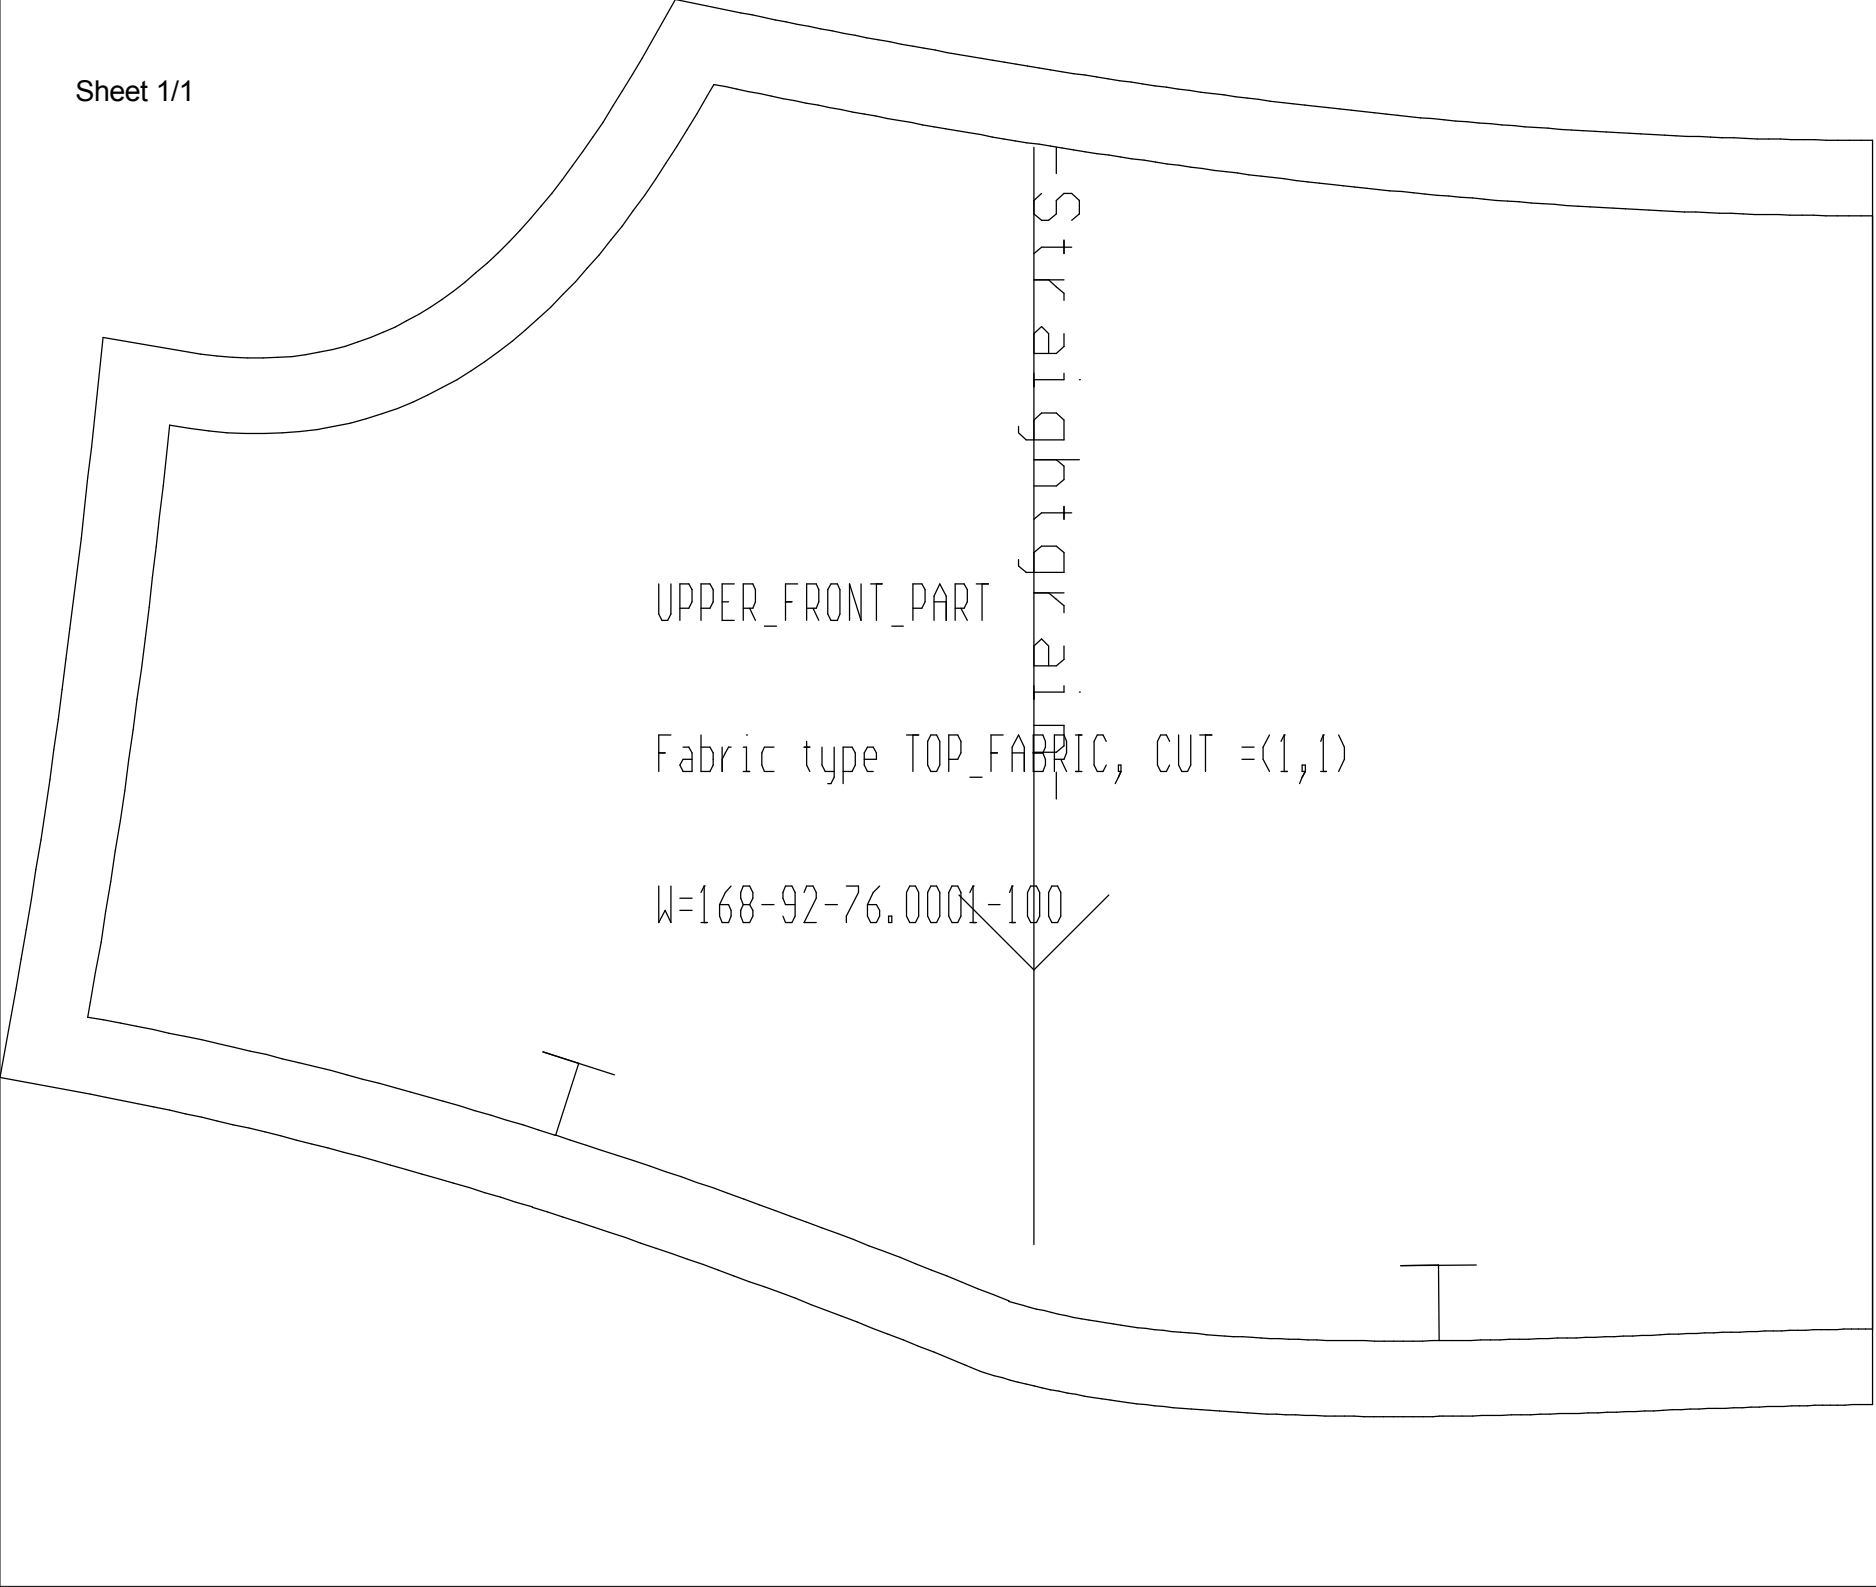 Sheet 1/1
-Straightgrain-
UPPER_FRONT_PART
Fabric type TOP_FABRIC, CUT =(1,1)
W=168-92-76.0001-100